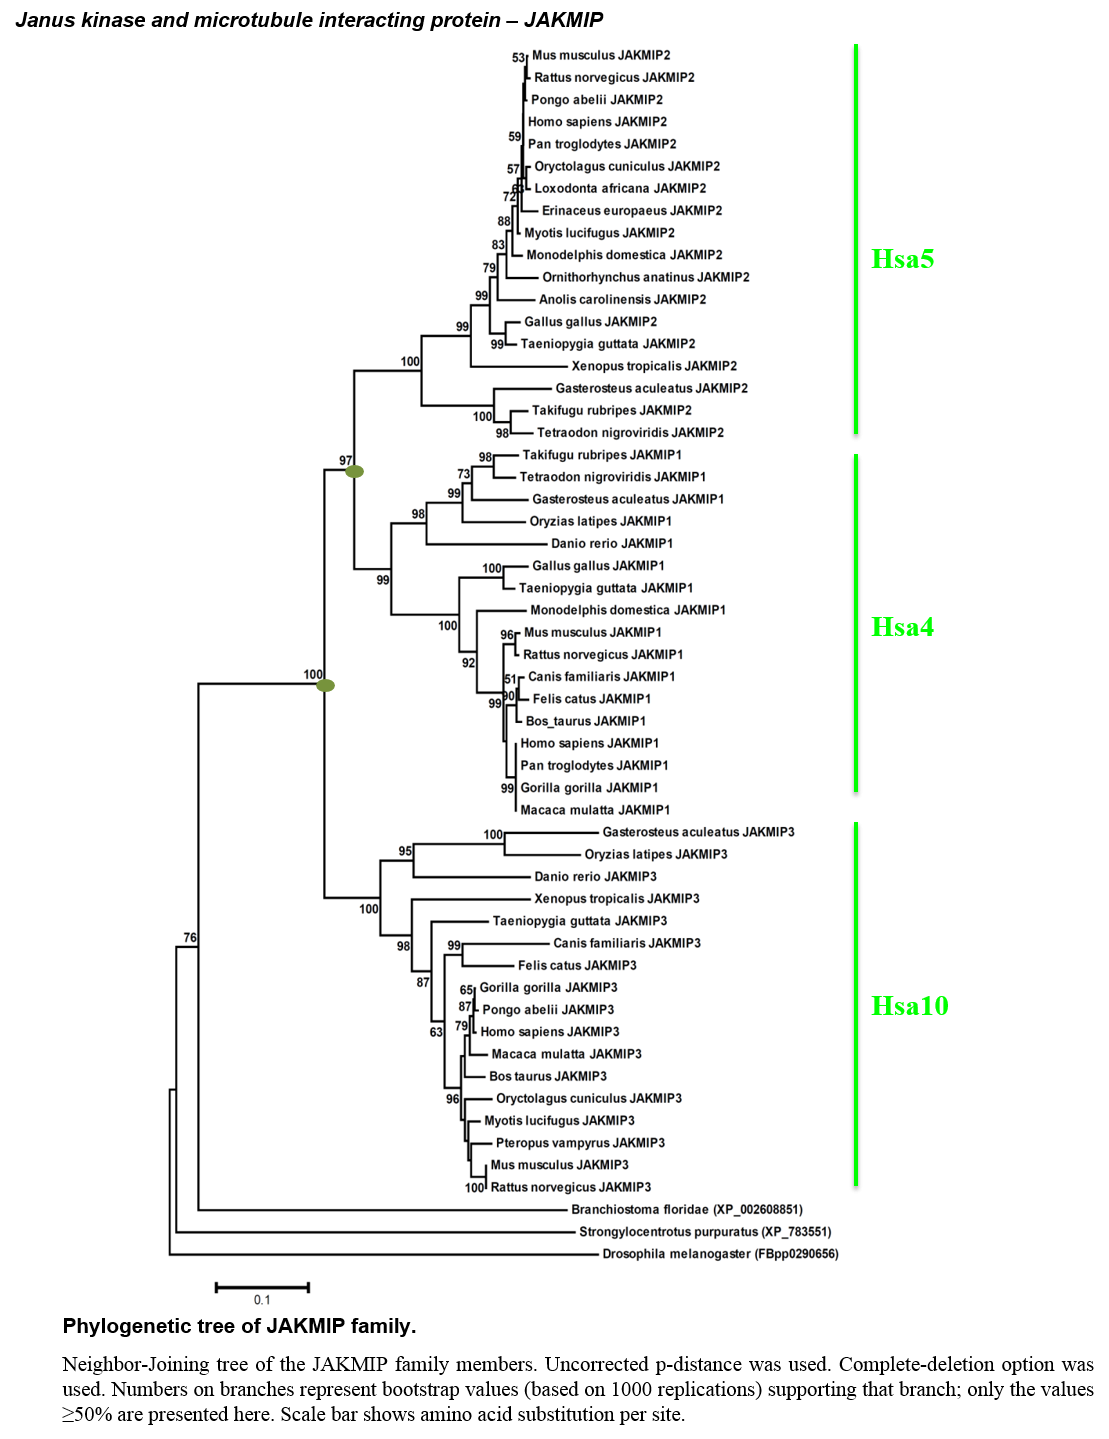 Janus kinase and microtubule interacting protein – JAKMIP
53
Mus musculus JAKMIP2
Rattus norvegicus JAKMIP2
Pongo abelii JAKMIP2
Homo sapiens JAKMIP2
59
Pan troglodytes JAKMIP2
57
Oryctolagus cuniculus JAKMIP2
63
Loxodonta africana JAKMIP2
72
Erinaceus europaeus JAKMIP2
88
Myotis lucifugus JAKMIP2
83
Monodelphis domestica JAKMIP2
Hsa5
79
Ornithorhynchus anatinus JAKMIP2
99
Anolis carolinensis JAKMIP2
Gallus gallus JAKMIP2
99
99
Taeniopygia guttata JAKMIP2
100
Xenopus tropicalis JAKMIP2
Gasterosteus aculeatus JAKMIP2
100
Takifugu rubripes JAKMIP2
98
Tetraodon nigroviridis JAKMIP2
97
98
Takifugu rubripes JAKMIP1
73
Tetraodon nigroviridis JAKMIP1
99
Gasterosteus aculeatus JAKMIP1
98
Oryzias latipes JAKMIP1
Danio rerio JAKMIP1
99
100
Gallus gallus JAKMIP1
Taeniopygia guttata JAKMIP1
100
Monodelphis domestica JAKMIP1
Hsa4
96
Mus musculus JAKMIP1
92
Rattus norvegicus JAKMIP1
100
51
Canis familiaris JAKMIP1
99
90
Felis catus JAKMIP1
Bos_taurus JAKMIP1
Homo sapiens JAKMIP1
Pan troglodytes JAKMIP1
99
Gorilla gorilla JAKMIP1
Macaca mulatta JAKMIP1
100
Gasterosteus aculeatus JAKMIP3
95
Oryzias latipes JAKMIP3
Danio rerio JAKMIP3
100
Xenopus tropicalis JAKMIP3
Taeniopygia guttata JAKMIP3
76
98
99
Canis familiaris JAKMIP3
Felis catus JAKMIP3
87
65
Gorilla gorilla JAKMIP3
87
Pongo abelii JAKMIP3
Hsa10
63
79
Homo sapiens JAKMIP3
Macaca mulatta JAKMIP3
Bos taurus JAKMIP3
96
Oryctolagus cuniculus JAKMIP3
Myotis lucifugus JAKMIP3
Pteropus vampyrus JAKMIP3
Mus musculus JAKMIP3
100
Rattus norvegicus JAKMIP3
Branchiostoma floridae (XP_002608851)
Strongylocentrotus purpuratus (XP_783551)
Drosophila melanogaster (FBpp0290656)
0.1
Phylogenetic tree of JAKMIP family.
Neighbor-Joining tree of the JAKMIP family members. Uncorrected p-distance was used. Complete-deletion option was
used. Numbers on branches represent bootstrap values (based on 1000 replications) supporting that branch; only the values
≥50% are presented here. Scale bar shows amino acid substitution per site.